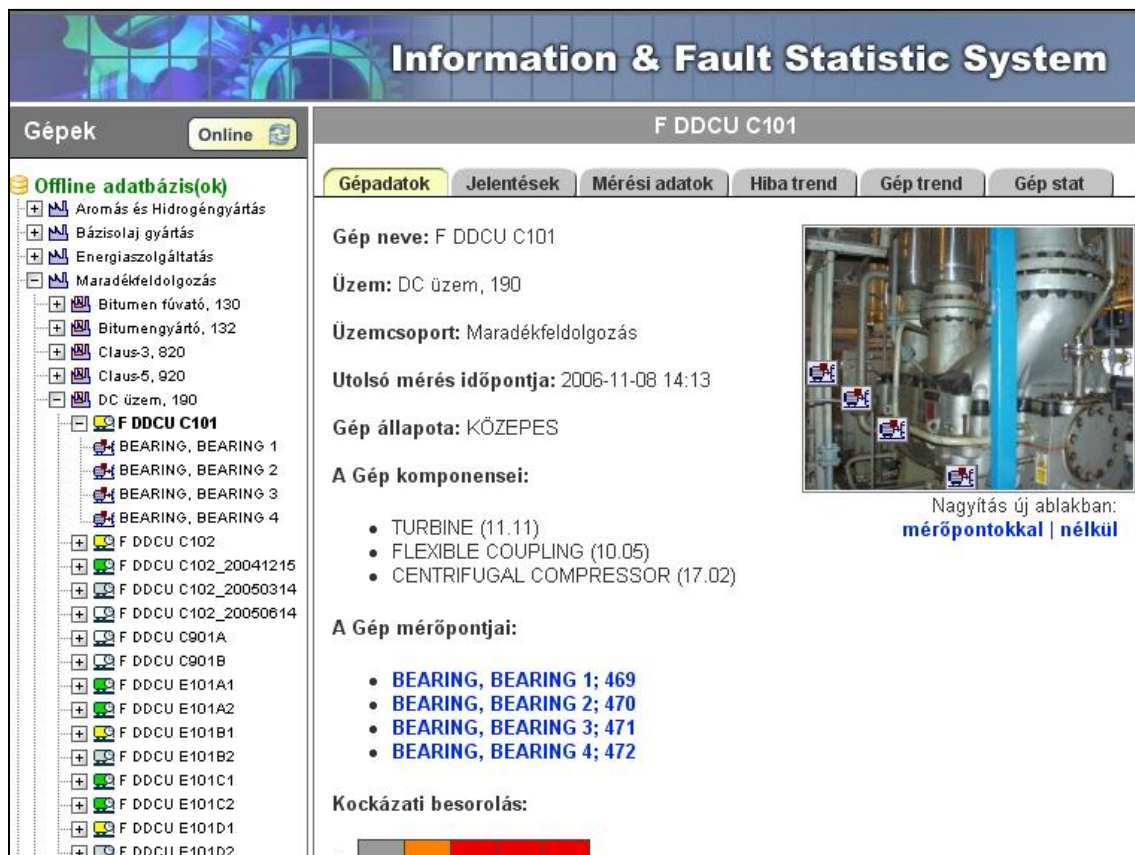 Information & Fault Statistic System
Gépek
Online
F DDCU C101
Offline adatbázis(ok)
Aromás és Hidrogéngyártás
Bázisolaj gyártás
Energiaszolgáltatás
Maradékfeldolgozás
Bitumen fúvató, 130
Bitumengyártó, 132
Claus-3, 820
Claus-5, 920
DC üzem, 190
F DDCU C101
BEARING, BEARING 1
BEARING, BEARING 2
BEARING, BEARING 3
BEARING, BEARING 4
F DDCU C102
F DDCU C102_20041215
F DDCU C102_20050314
F DDCU C102_20050614
F DDCU C901A
F DDCU C901B
F DDCU E101A1
F DDCU E101A2
F DDCU E101B1
F DDCU E101B2
F DDCU E101C1
F DDCU E101C2
F DDCU E101D1
F DDCU E101D2
Gépadatok Jelentések Mérési adatok Hiba trend Gép trend Gép stat
Gép neve: F DDCU C101
Üzem: DC üzem, 190
Üzemcsoport: Maradékfeldolgozás
Utolsó mérés időpontja: 2006-11-08 14:13
Gép állapota: KÖZEPES
A Gép komponensei:
TURBINE (11.11)
FLEXIBLE COUPLING (10.05)
CENTRIFUGAL COMPRESSOR (17.02)
Nagyítás új ablakban:
mérőpontokkal | nélkül
A Gép mérőpontjai:
BEARING, BEARING 1; 469
BEARING, BEARING 2; 470
BEARING, BEARING 3; 471
BEARING, BEARING 4; 472
Kockázati besorolás: